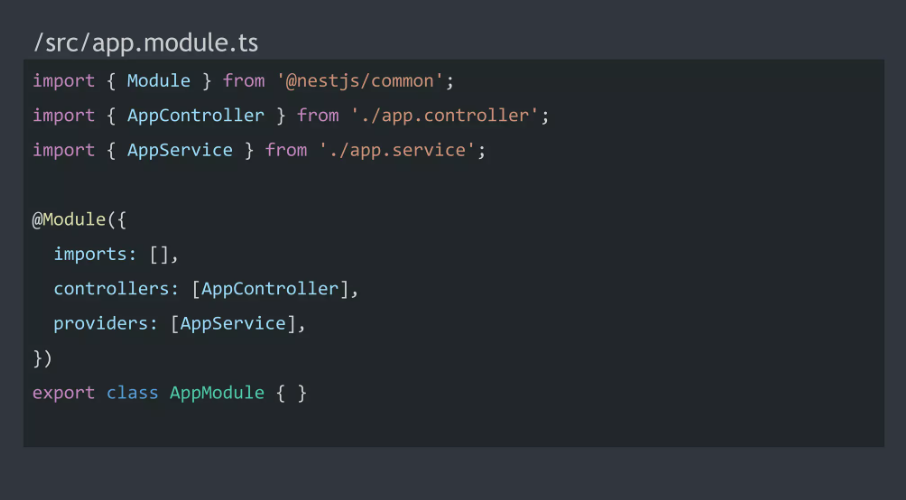 /src/app.module.ts
import { Module } from '@nestjs/common';
import { AppController } from './app.controller';
import { AppService } from './app.service';
@Module({
  imports: [],
  controllers: [AppController],
  providers: [AppService],
})
export class AppModule { }